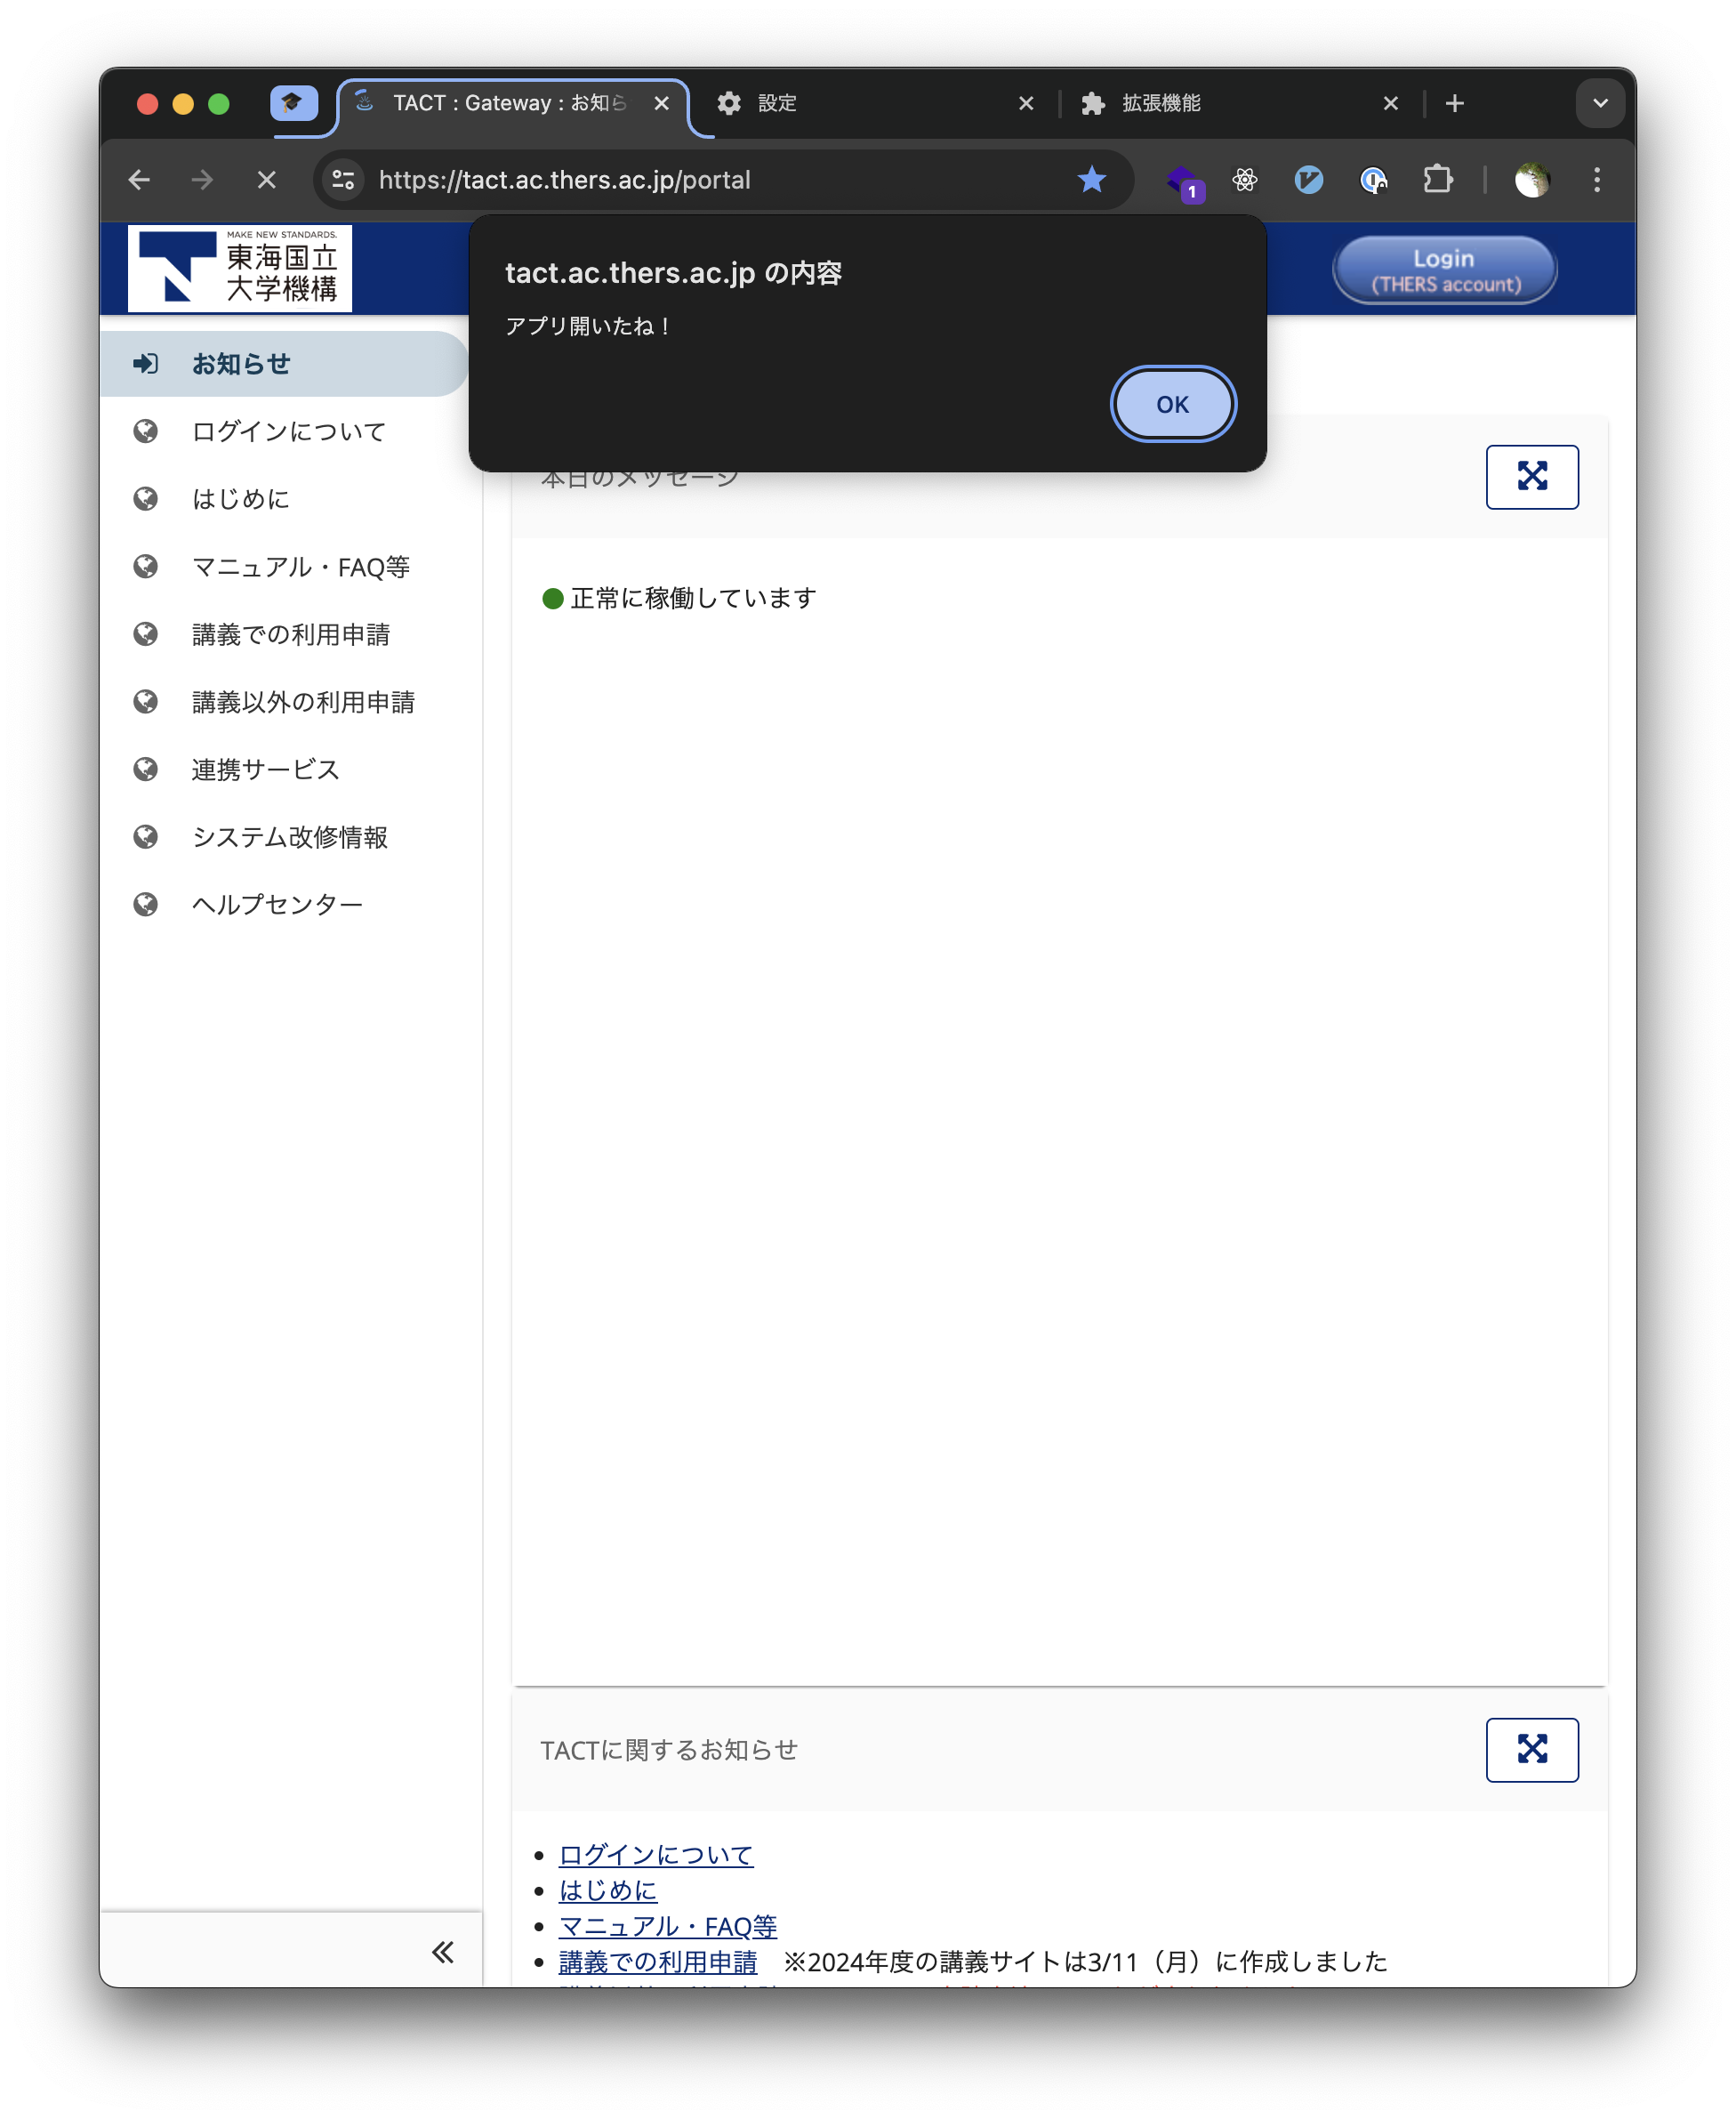 TACT : Gateway : お知ら
設定
拡張機能
https://tact.ac.thers.ac.jp/portal
1
MAKE NEW STANDARDS.
東海国立
大学機構
Login
(THERS account)
tact.ac.thers.ac.jp の内容
アプリ開いたね！
OK
お知らせ
ログインについて
はじめに
マニュアル・FAQ等
講義での利用申請
講義以外の利用申請
連携サービス
システム改修情報
ヘルプセンター
本日のメッセージ
正常に稼働しています
TACTに関するお知らせ
ログインについて
はじめに
マニュアル・FAQ等
講義での利用申請 ※2024年度の講義サイトは3/11（月）に作成しました